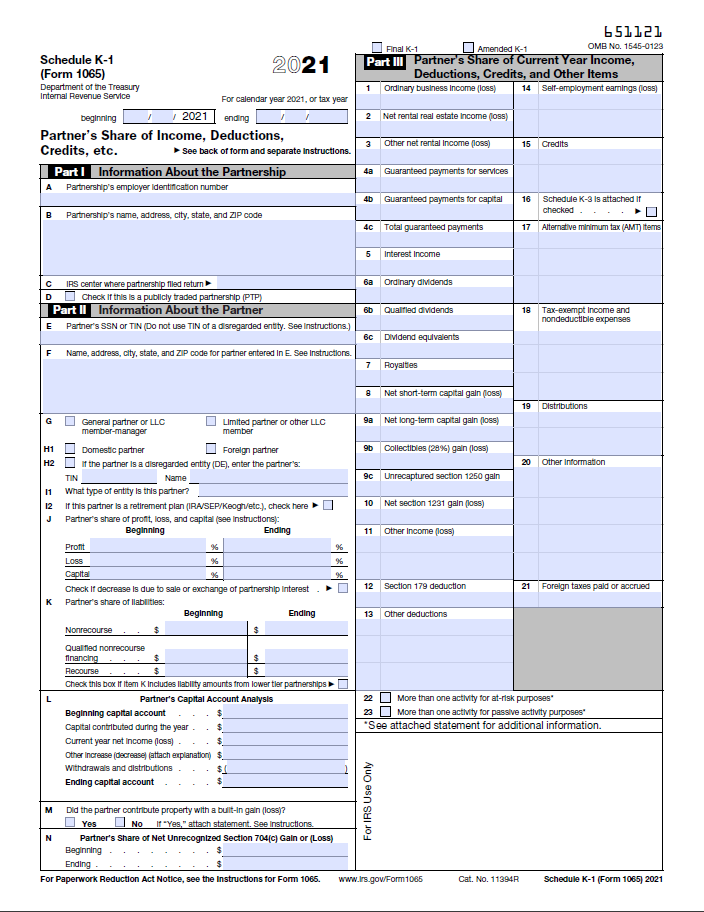 651121
Final K-1
Amended K-1
OMB No. 1545-0123
Schedule K-1
(Form 1065)
Department of the Treasury
Internal Revenue Service
2021
For calendar year 2021, or tax year
beginning / / 2021 ending / /
Partner's Share of Income, Deductions,
Credits, etc.
▶ See back of form and separate instructions.
Part I Information About the Partnership
A Partnership's employer identification number
B Partnership's name, address, city, state, and ZIP code
C IRS center where partnership filed return ▶
D Check if this is a publicly traded partnership (PTP)
Part II Information About the Partner
E Partner's SSN or TIN (Do not use TIN of a disregarded entity. See instructions.)
F Name, address, city, state, and ZIP code for partner entered in E. See instructions.
G General partner or LLC
member-manager
Limited partner or other LLC
member
H1 Domestic partner
Foreign partner
H2 If the partner is a disregarded entity (DE), enter the partner's:
TIN Name
I1 What type of entity is this partner?
I2 If this partner is a retirement plan (IRA/SEP/Keogh/etc.), check here ▶
J Partner's share of profit, loss, and capital (see instructions):
Beginning Ending
Profit % %
Loss % %
Capital % %
Check if decrease is due to sale or exchange of partnership interest . ▶
K Partner's share of liabilities:
Beginning Ending
Nonrecourse . . $ $
Qualified nonrecourse
financing . . . $ $
Recourse . . . $ $
Check this box if item K includes liability amounts from lower tier partnerships ▶
L Partner's Capital Account Analysis
Beginning capital account . . . $
Capital contributed during the year . . $
Current year net income (loss) . . . $
Other increase (decrease) (attach explanation) $
Withdrawals and distributions . . . $ ( )
Ending capital account . . . . $
M Did the partner contribute property with a built-in gain (loss)?
Yes No If "Yes," attach statement. See instructions.
N Partner's Share of Net Unrecognized Section 704(c) Gain or (Loss)
Beginning . . . . . . . . $
Ending . . . . . . . . . $
Part III Partner's Share of Current Year Income,
Deductions, Credits, and Other Items
1 Ordinary business income (loss)
2 Net rental real estate income (loss)
3 Other net rental income (loss)
4a Guaranteed payments for services
4b Guaranteed payments for capital
4c Total guaranteed payments
5 Interest income
6a Ordinary dividends
6b Qualified dividends
6c Dividend equivalents
7 Royalties
8 Net short-term capital gain (loss)
9a Net long-term capital gain (loss)
9b Collectibles (28%) gain (loss)
9c Unrecaptured section 1250 gain
10 Net section 1231 gain (loss)
11 Other income (loss)
12 Section 179 deduction
13 Other deductions
14 Self-employment earnings (loss)
15 Credits
16 Schedule K-3 is attached if
checked . . . . ▶
17 Alternative minimum tax (AMT) items
18 Tax-exempt income and
nondeductible expenses
19 Distributions
20 Other information
21 Foreign taxes paid or accrued
22 More than one activity for at-risk purposes*
23 More than one activity for passive activity purposes*
*See attached statement for additional information.
For IRS Use Only
For Paperwork Reduction Act Notice, see the Instructions for Form 1065. www.irs.gov/Form1065 Cat. No. 11394R Schedule K-1 (Form 1065) 2021